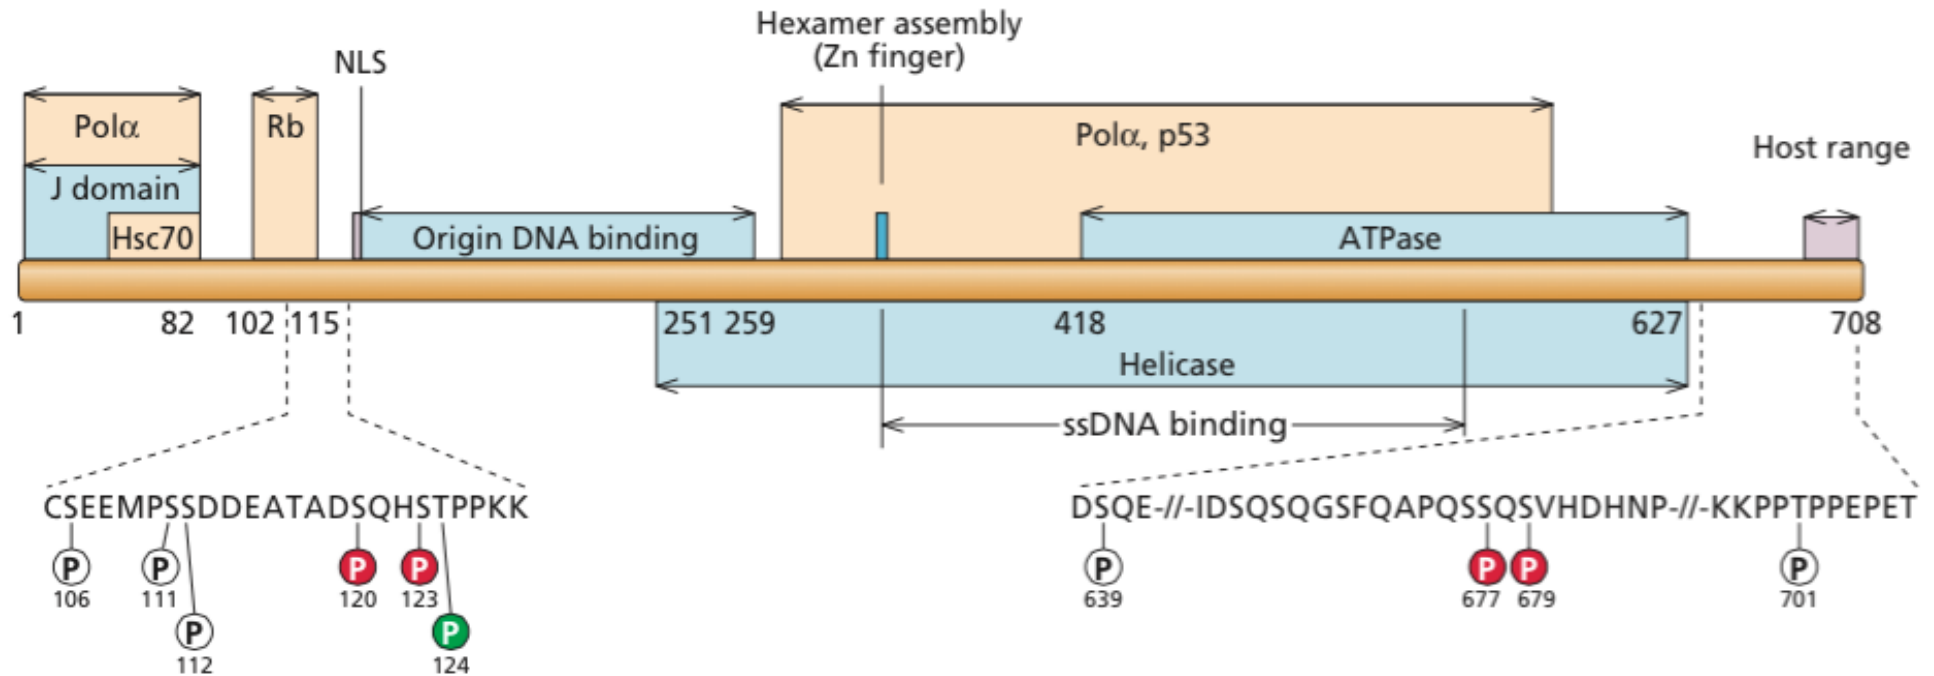 Hexamer assembly
(Zn finger)
NLS
Polα
Rb
Polα, p53
Host range
J domain
Hsc70
Origin DNA binding
ATPase
1 82 102 115 251 259 418 627 708
Helicase
ssDNA binding
CSEEMPSSDDEATADSQHSTPPKK
DSQE-//-IDSQSQGSFQAPQSSQSVHDHNP-//-KKPPTPPEPET
P P P P P P P P
106 111 120 123 639 677 679 701
P P
112 124